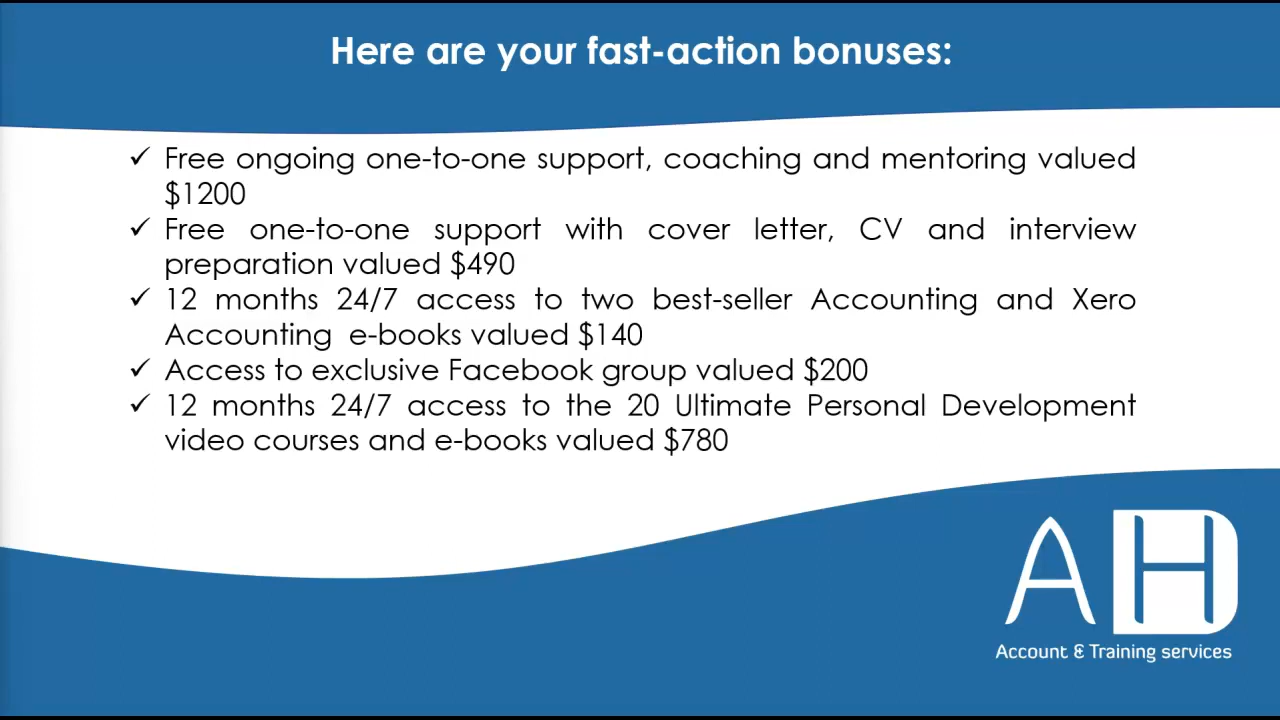 Here are your fast-action bonuses:
✓ Free ongoing one-to-one support, coaching and mentoring valued
$1200
✓ Free one-to-one support with cover letter, CV and interview
preparation valued $490
✓ 12 months 24/7 access to two best-seller Accounting and Xero
Accounting e-books valued $140
✓ Access to exclusive Facebook group valued $200
✓ 12 months 24/7 access to the 20 Ultimate Personal Development
video courses and e-books valued $780
AH
Account & Training services